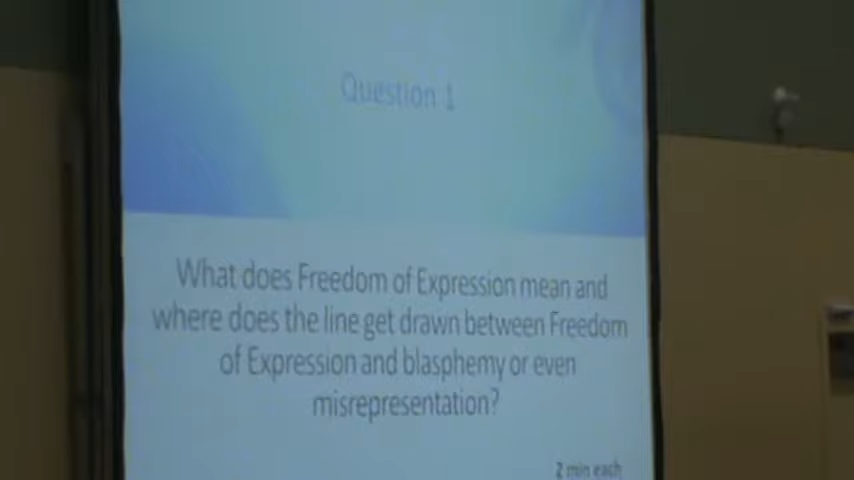 Question 1
What does Freedom of Expression mean and
where does the line get drawn between Freedom
of Expression and blasphemy or even
misrepresentation?
2 min each